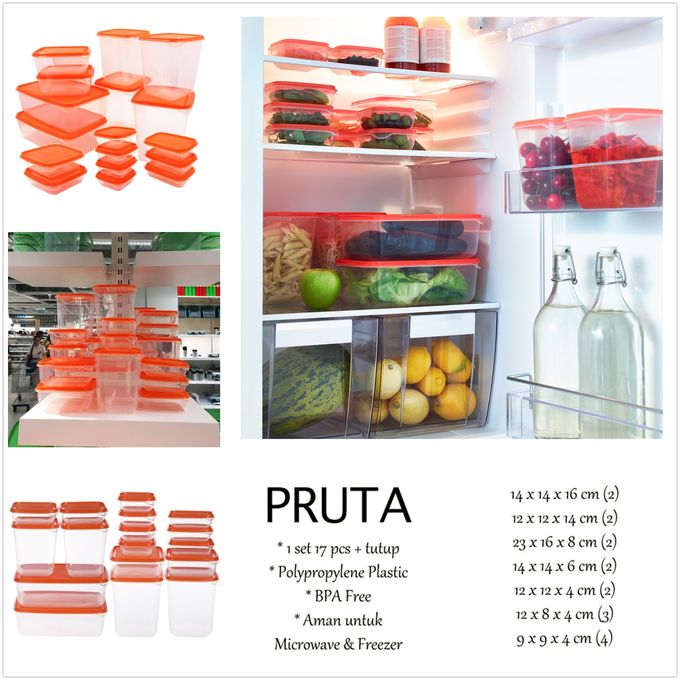 PRUTA
* 1 set 17 pcs + tutup
* Polypropylene Plastic
* BPA Free
* Aman untuk
Microwave & Freezer
14 x 14 x 16 cm (2)
12 x 12 x 14 cm (2)
23 x 16 x 8 cm (2)
14 x 14 x 6 cm (2)
12 x 12 x 4 cm (2)
12 x 8 x 4 cm (3)
9 x 9 x 4 cm (4)